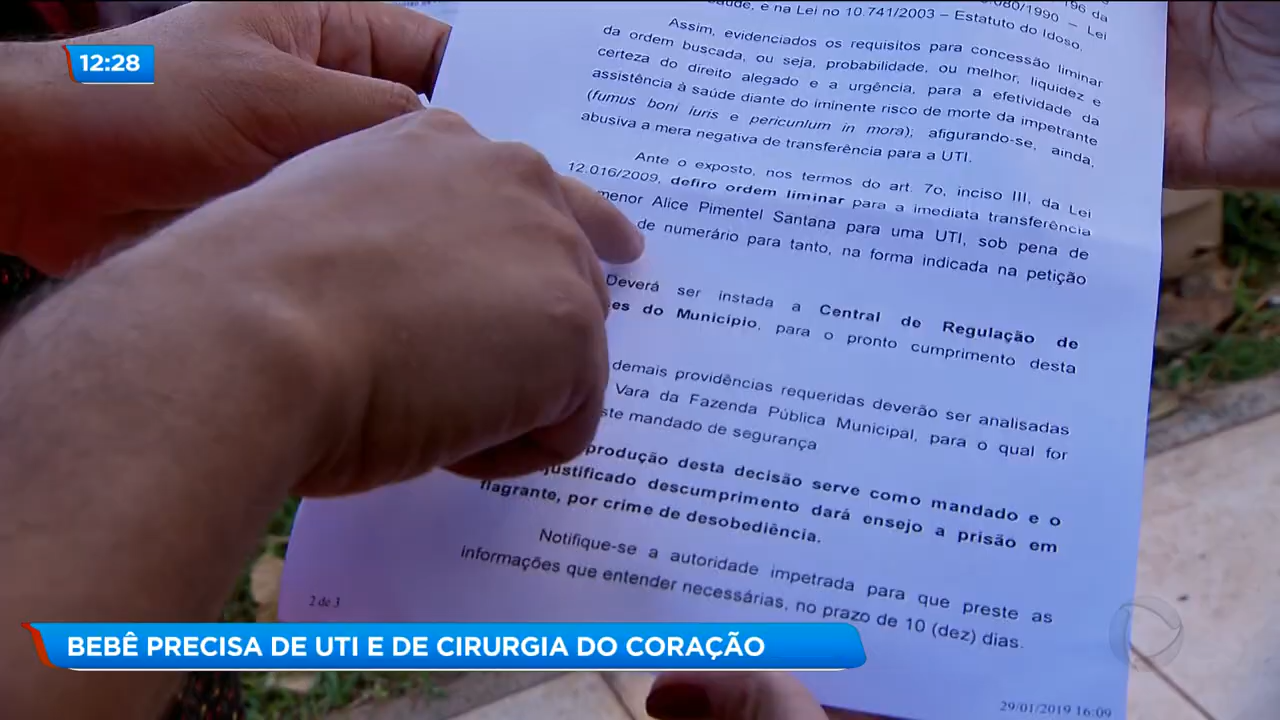 12:28
196 da
080/1990 – Lei
e na Lei no 10.741/2003 – Estatuto do Idoso.
Assim, evidenciados os requisitos para concessão liminar
da ordem buscada, ou seja, probabilidade, ou melhor, liquidez e
certeza do direito alegado e a urgência, para a efetividade da
assistência à saúde diante do iminente risco de morte da impetrante
(fumus boni iuris e periculum in mora); afigurando-se, ainda,
abusiva a mera negativa de transferência para a UTI.
Ante o exposto, nos termos do art. 7o, inciso III, da Lei
12.016/2009, defiro ordem liminar para a imediata transferência
menor Alice Pimentel Santana para uma UTI, sob pena de
de numerário para tanto, na forma indicada na petição
Deverá ser instada a Central de Regulação de
es do Município, para o pronto cumprimento desta
demais providências requeridas deverão ser analisadas
Vara da Fazenda Pública Municipal, para o qual for
ste mandado de segurança
produção desta decisão serve como mandado e o
justificado descumprimento dará ensejo a prisão em
flagrante, por crime de desobediência.
Notifique-se a autoridade impetrada para que preste as
informações que entender necessárias, no prazo de 10 (dez) dias.
2 de 3
BEBÊ PRECISA DE UTI E DE CIRURGIA DO CORAÇÃO
29/01/2019 16:09